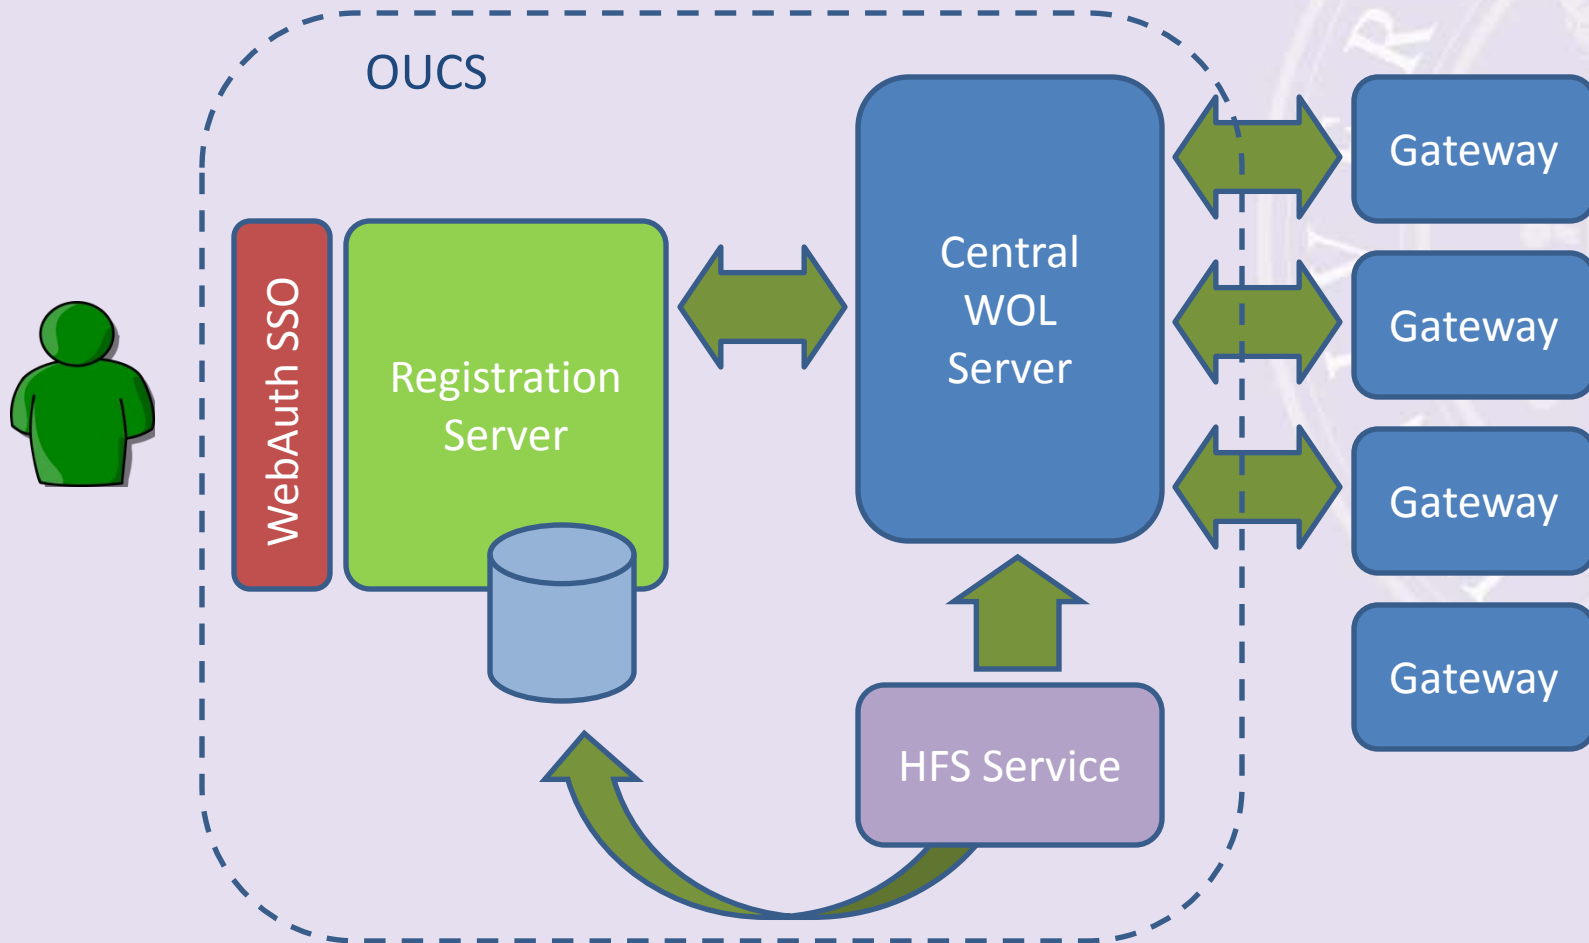 OUCS
WebAuth SSO
Registration
Server
Central
WOL
Server
HFS Service
Gateway
Gateway
Gateway
Gateway